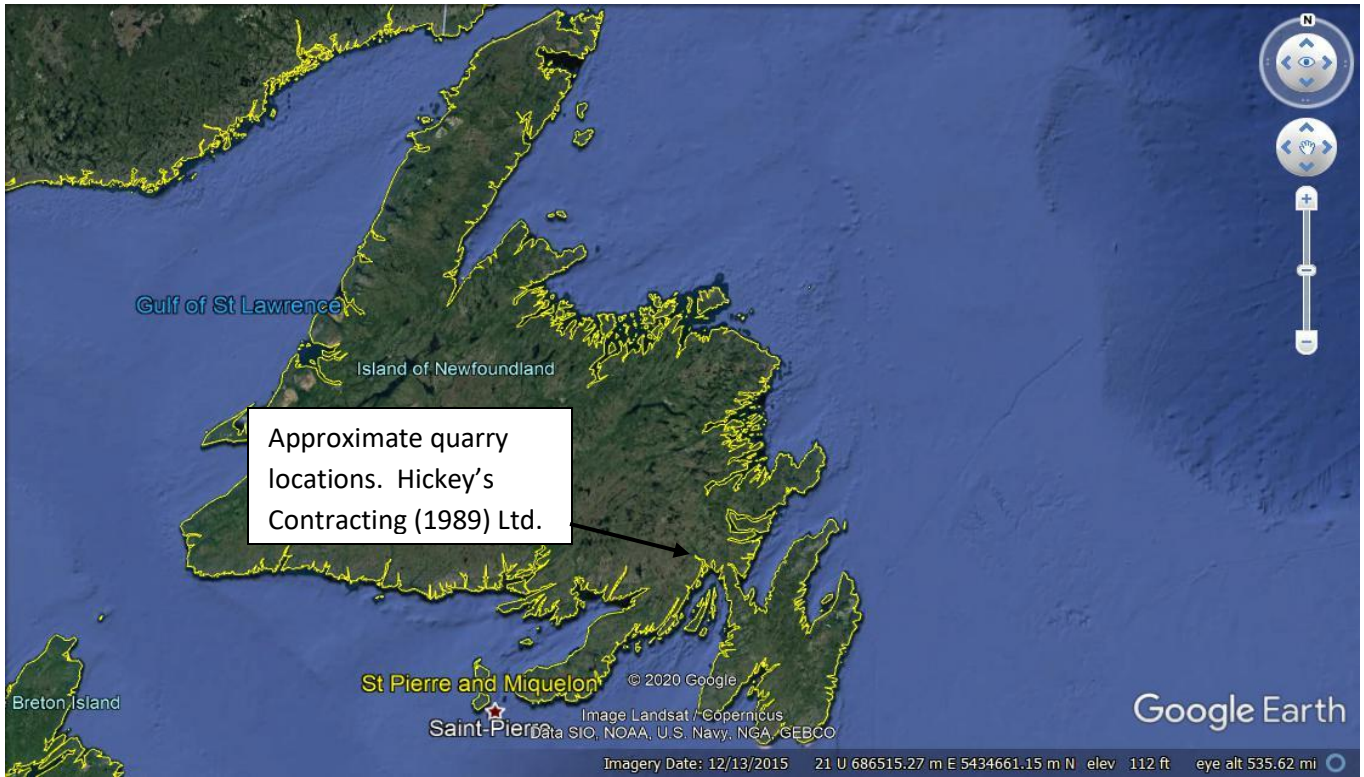 N
Gulf of St Lawrence
Island of Newfoundland
Approximate quarry
locations. Hickey's
Contracting (1989) Ltd.
St Pierre and Miquelon
© 2020 Google
Breton Island
Saint-Pierre
Image Landsat / Copernicus
Data SIO, NOAA, U.S. Navy, NGA, GEBCO
Google Earth
Imagery Date: 12/13/2015 21 U 686515.27 m E 5434661.15 m N elev 112 ft eye alt 535.62 mi